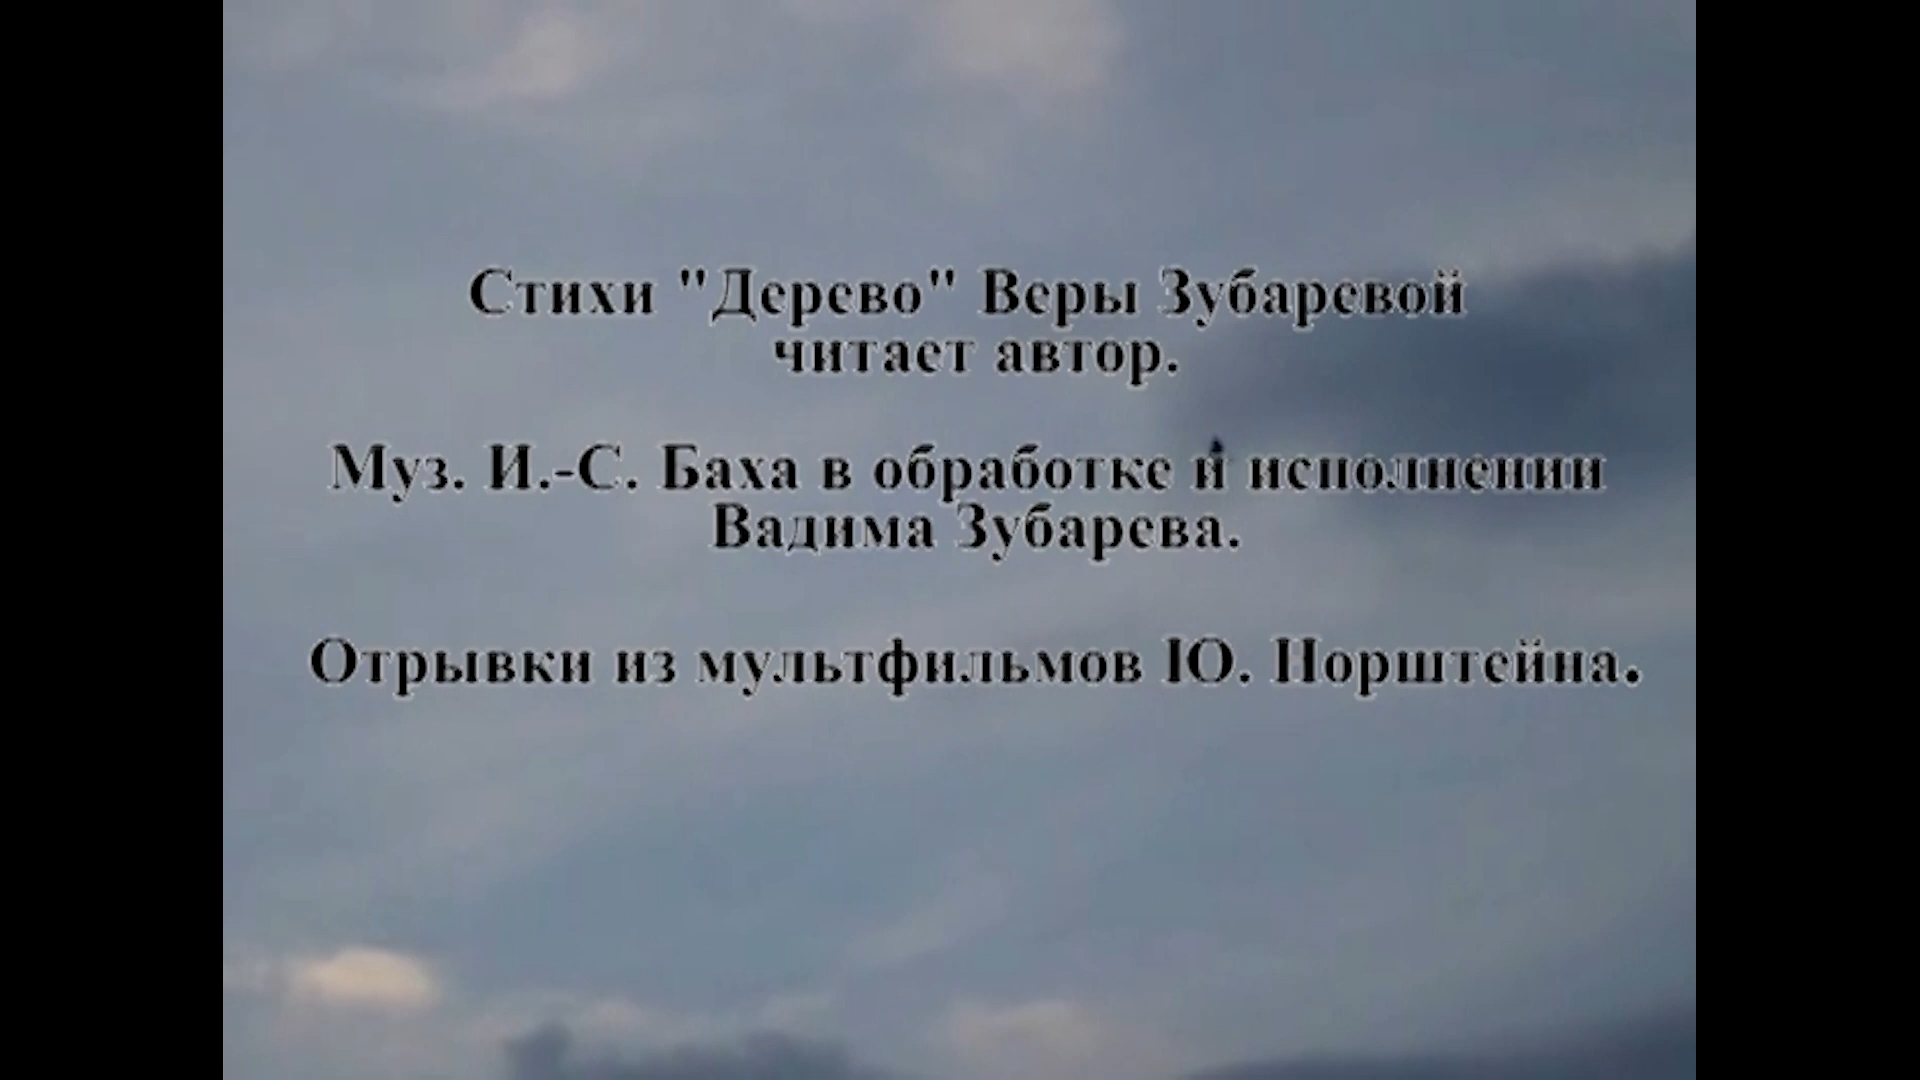 Стихи "Дерево" Веры Зубаревой
читает автор.
Муз. И.-С. Баха в обработке и исполнении
Вадима Зубарева.
Отрывки из мультфильмов Ю. Норштейна.